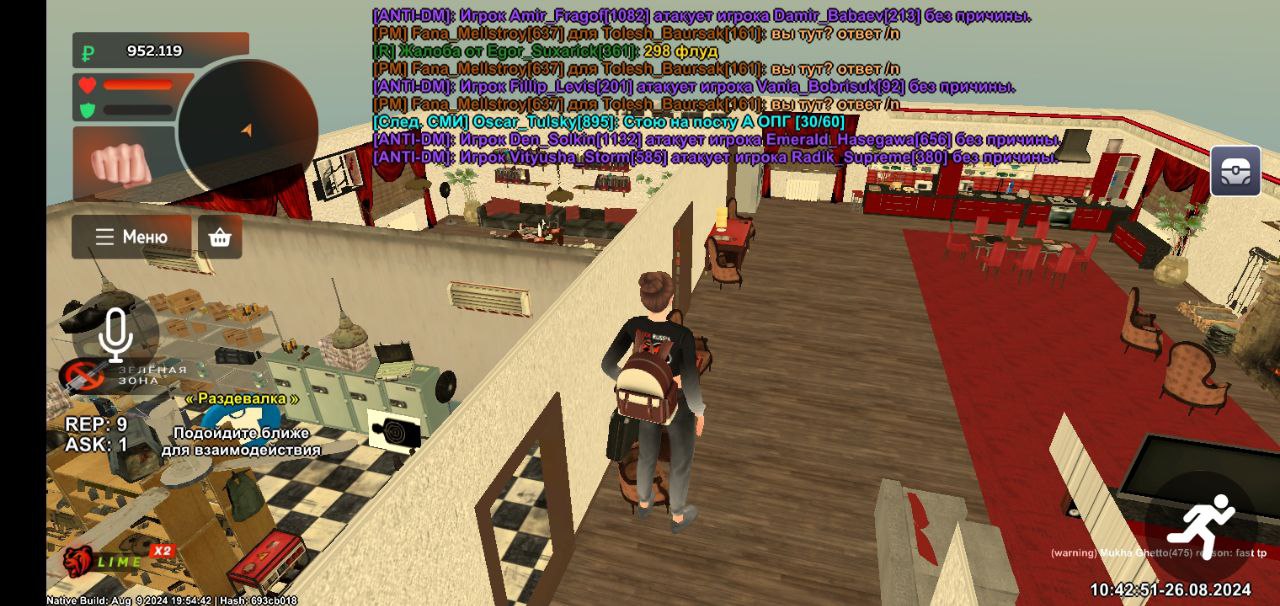 [ANTI-DM]: Игрок Amir_Fragof[1082] атакует игрока Damir_Babaev[213] без причины.
[PM] Fana_Mellstroy[637] для Tolesh_Baursak[161]: вы тут? ответ /n
[R] Жалоба от Egor_Suxarick[361]: 298 флуд
[PM] Fana_Mellstroy[637] для Tolesh_Baursak[161]: вы тут? ответ /n
[ANTI-DM]: Игрок Fillip_Levis[201] атакует игрока Vania_Bobrisuk[92] без причины.
[PM] Fana_Mellstroy[637] для Tolesh_Baursak[161]: вы тут? ответ /n
[След. СМИ] Oscar_Tulsky[895]: Стою на посту А ОПГ [30/60]
[ANTI-DM]: Игрок Den_Solkin[1132] атакует игрока Emerald_Hasegawa[656] без причины.
[ANTI-DM]: Игрок Vityusha_Storm[585] атакует игрока Radik_Supreme[380] без причины.
₽ 952.119
Меню
ЗЕЛЁНАЯ
ЗОНА
« Раздевалка »
Подойдите ближе
для взаимодействия
REP: 9
ASK: 1
RUSSIA
LIME X2
(warning) Mukha Ghetto(475) reason: fast tp
10:42:51-26.08.2024
Native Build: Aug 9 2024 19:54:42 | Hash: 693cb018